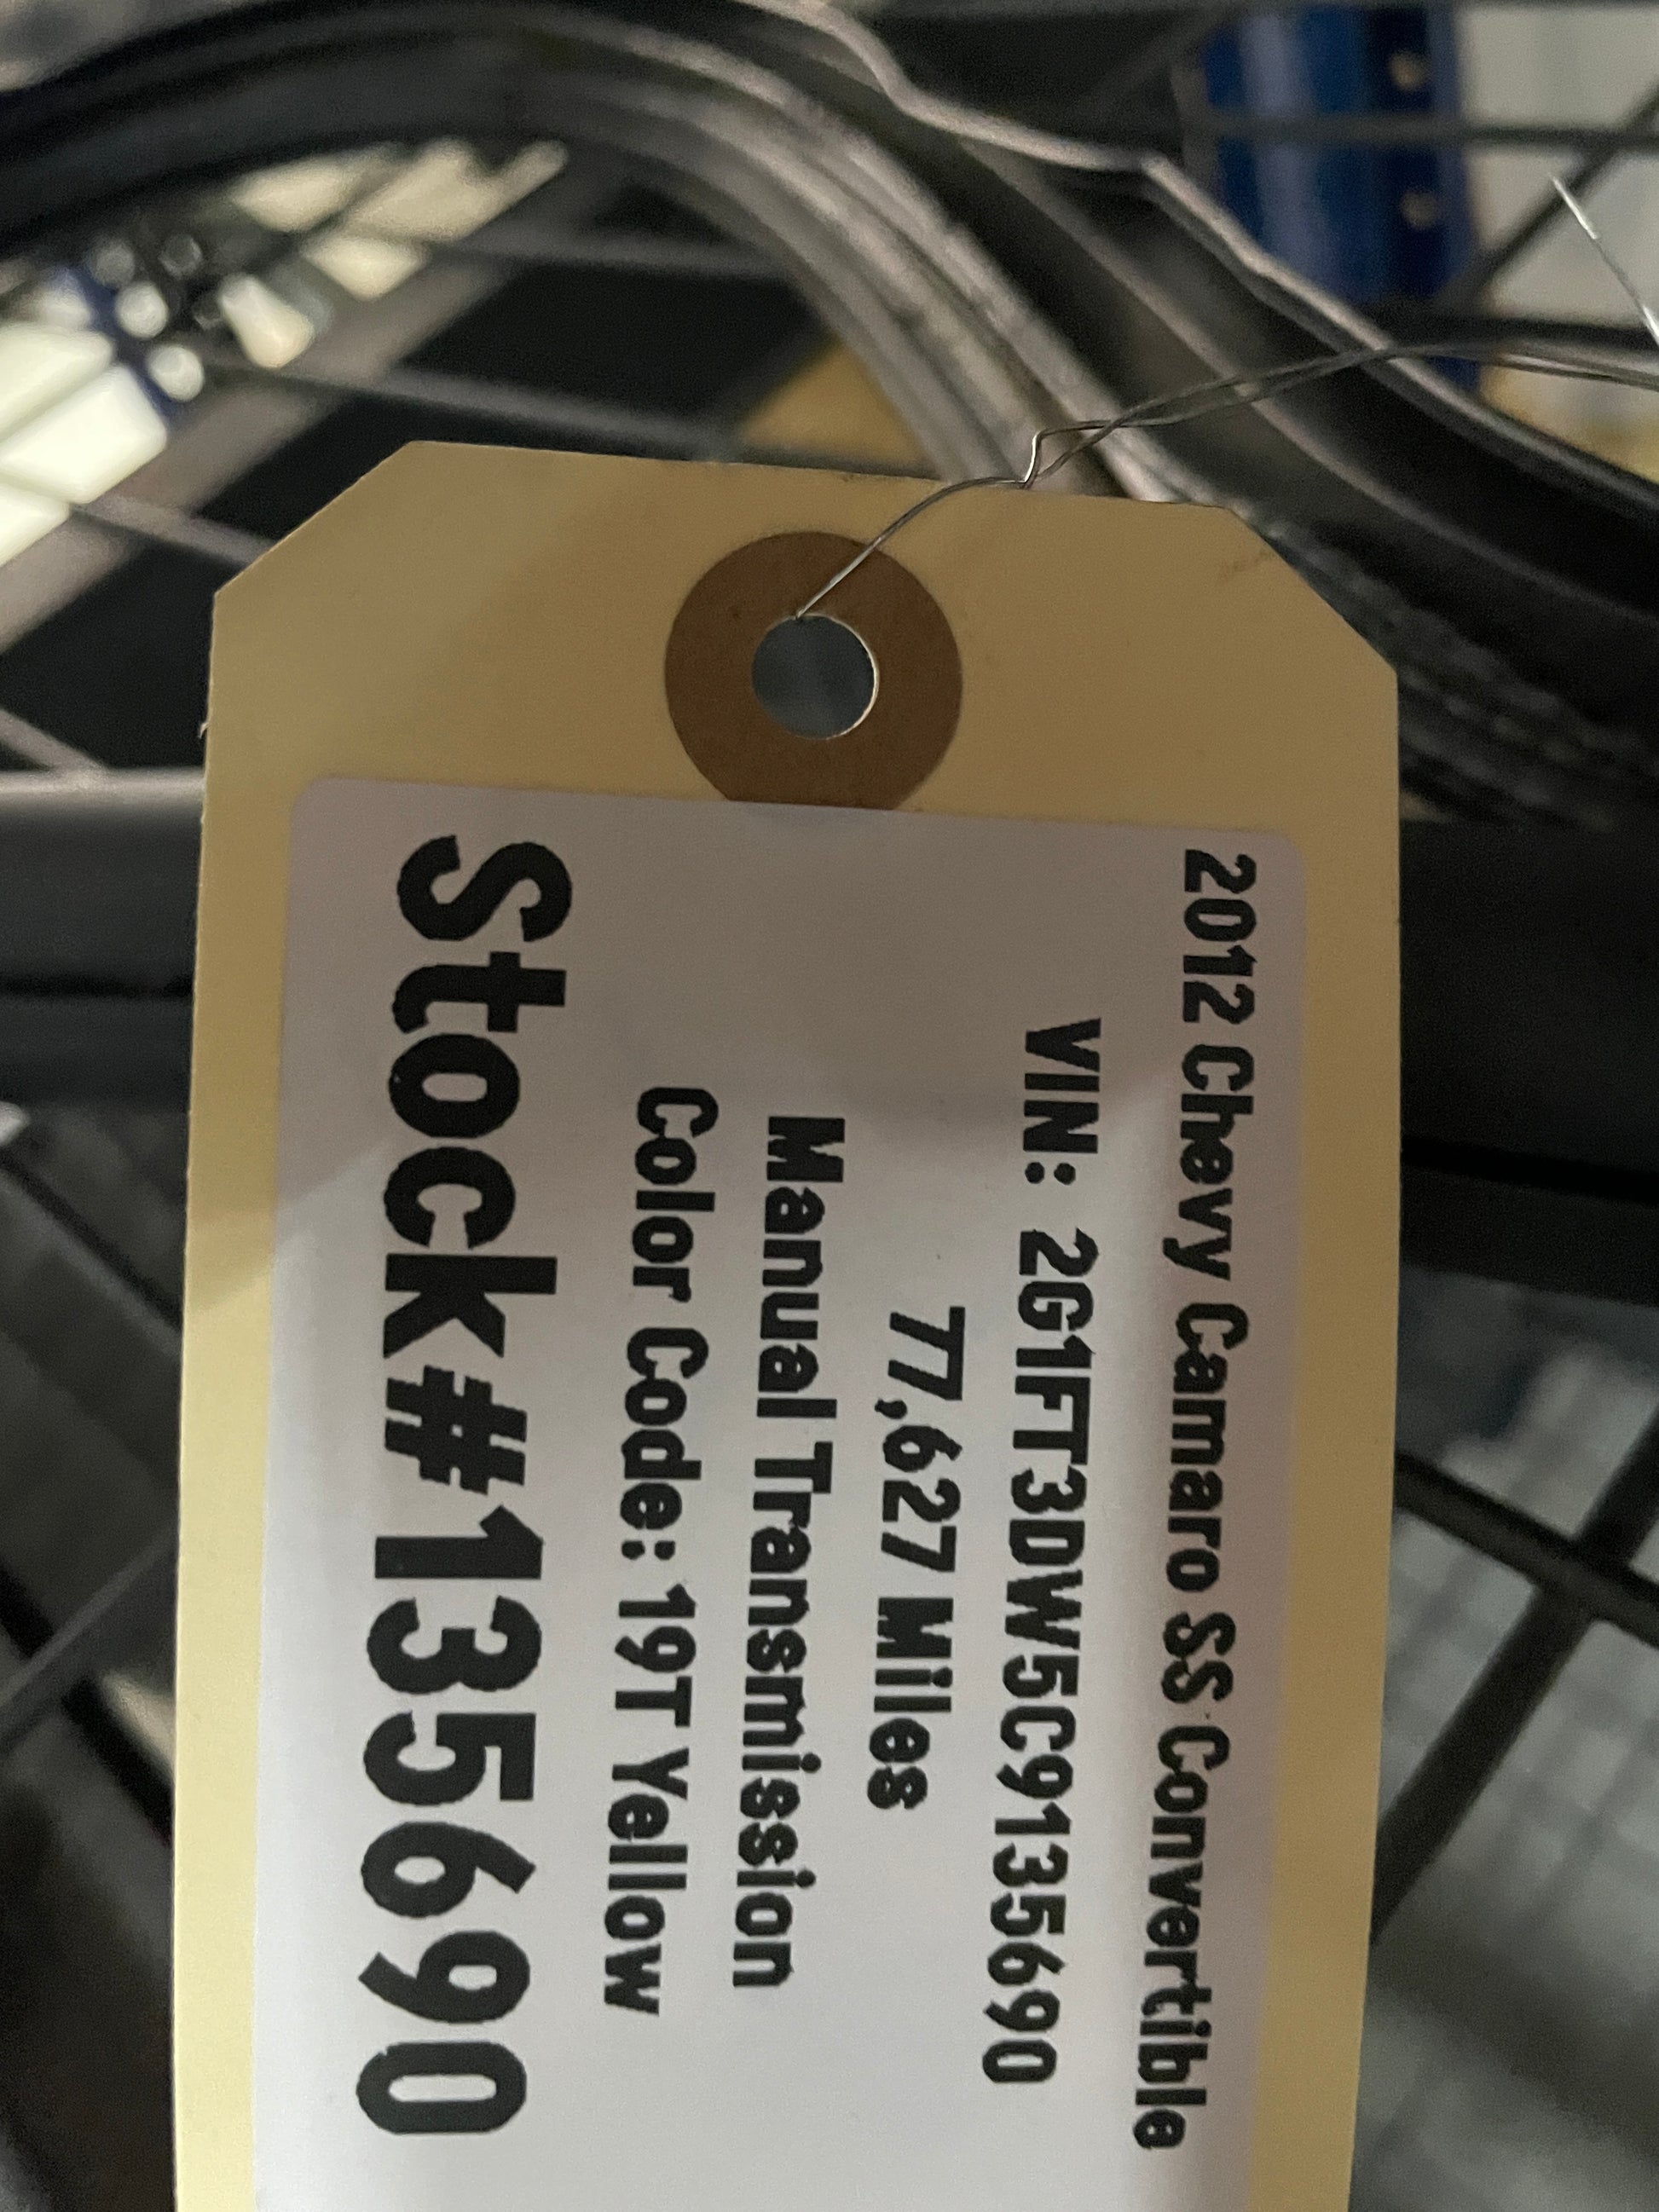 2012 Chevy Camaro SS Convertible
VIN: 2G1FT3DW5C9135690
77,627 Miles
Manual Transmission
Color Code: 19T Yellow
Stock#135690